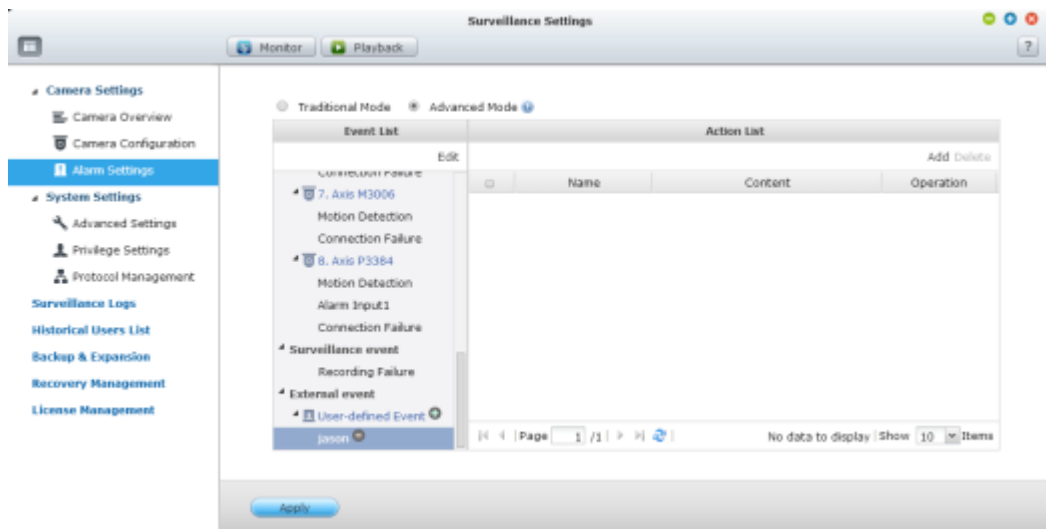 Surveillance Settings
Monitor Playback ?
Camera Settings
Camera Overview
Camera Configuration
Alarm Settings
System Settings
Advanced Settings
Privilege Settings
Protocol Management
Surveillance Logs
Historical Users List
Backup & Expansion
Recovery Management
License Management
Traditional Mode Advanced Mode ?
Event List Action List
Edit Add Delete
Connection Failure
Name Content Operation
7. Axis M3006
Motion Detection
Connection Failure
8. Axis P3384
Motion Detection
Alarm Input1
Connection Failure
Surveillance event
Recording Failure
External event
User-defined Event
jason
Page 1 /1 No data to display Show 10 Items
Apply